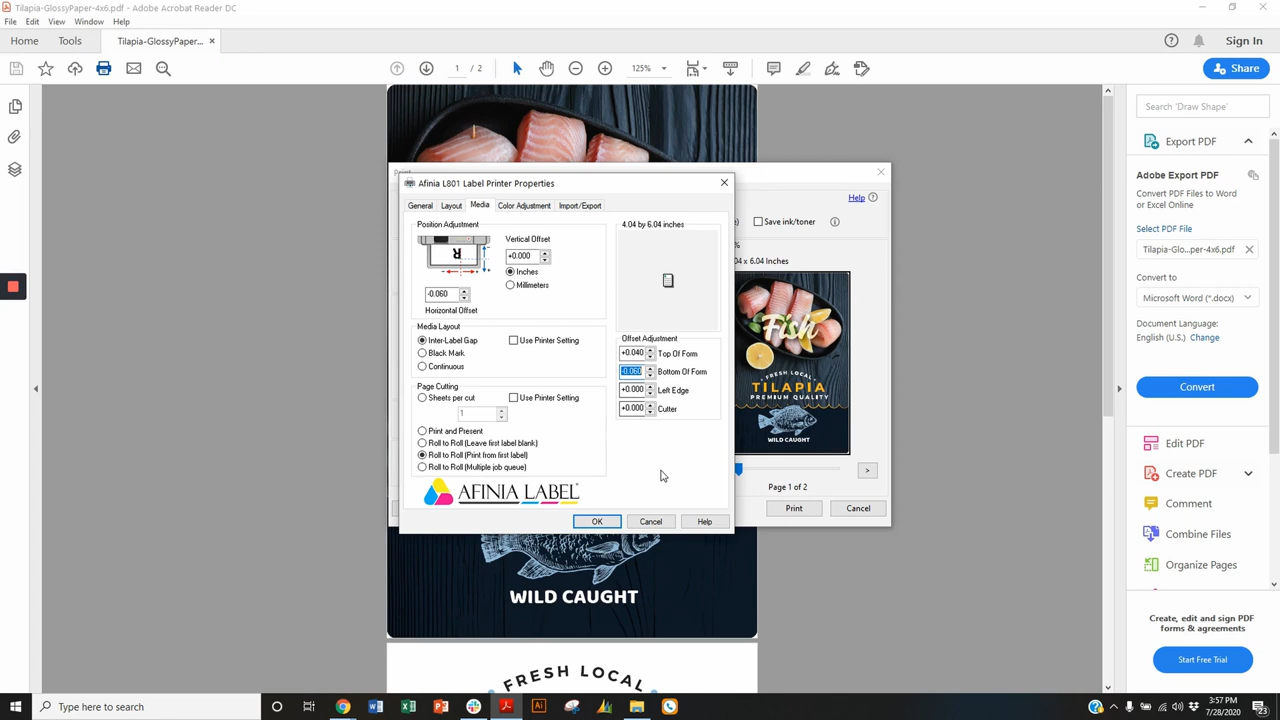 Tilapia-GlossyPaper-4x6.pdf - Adobe Acrobat Reader DC
File Edit View Window Help
Home Tools Tilapia-GlossyPaper... × Sign In
1 / 2 125% Share
Search 'Draw Shape'
Export PDF
Adobe Export PDF
Convert PDF Files to Word
or Excel Online
Select PDF File
Tilapia-Glo...per-4x6.pdf
Convert to
Microsoft Word (*.docx)
Document Language:
English (U.S.) Change
Convert
Edit PDF
Create PDF
Comment
Combine Files
Organize Pages
Create, edit and sign PDF
forms & agreements
Start Free Trial
Print
Help
Save ink/toner
Fish
FRESH LOCAL
TILAPIA
PREMIUM QUALITY
WILD CAUGHT
Page 1 of 2
Print Cancel
Afinia L801 Label Printer Properties
General Layout Media Color Adjustment Import/Export
Position Adjustment
R
Vertical Offset
+0.000
Inches
Millimeters
-0.060
Horizontal Offset
Media Layout
Inter-Label Gap
Use Printer Setting
Black Mark
Continuous
Page Cutting
Sheets per cut
Use Printer Setting
1
Print and Present
Roll to Roll (Leave first label blank)
Roll to Roll (Print from first label)
Roll to Roll (Multiple job queue)
AFINIA LABEL
4.04 by 6.04 inches
Offset Adjustment
+0.040 Top Of Form
-0.060 Bottom Of Form
+0.000 Left Edge
+0.000 Cutter
OK Cancel Help
WILD CAUGHT
FRESH LOCAL
Type here to search
3:57 PM
7/28/2020
23